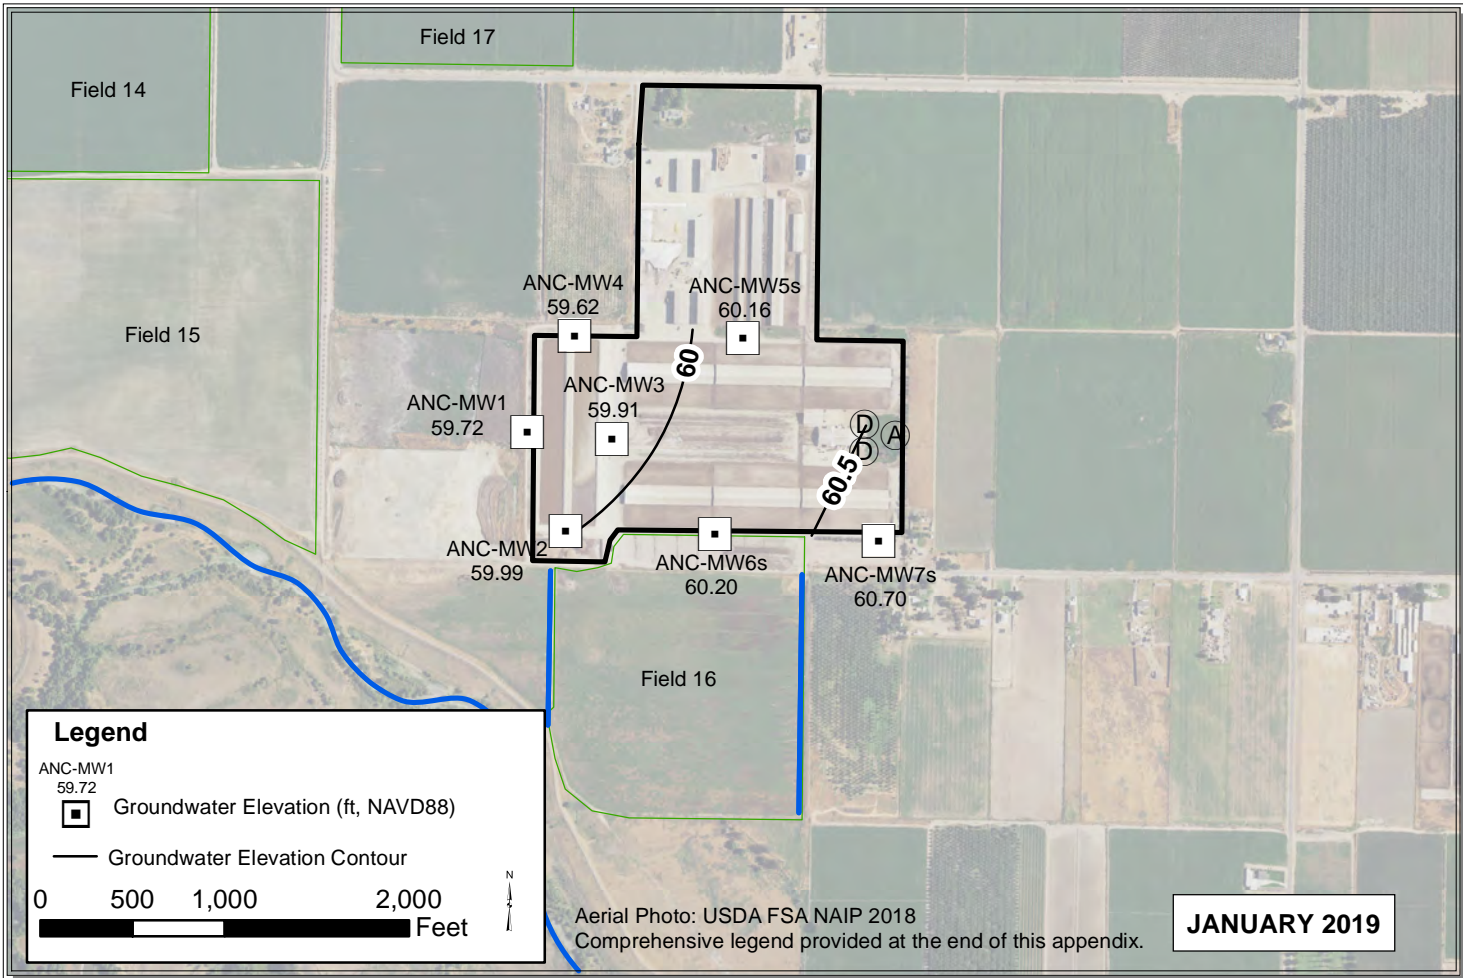 Field 17
Field 14
ANC-MW4
59.62
ANC-MW5s
60.16
Field 15
60
ANC-MW3
59.91
ANC-MW1
59.72
D
A
D
60.5
ANC-MW2
59.99
ANC-MW6s
60.20
ANC-MW7s
60.70
Field 16
Legend
ANC-MW1
59.72
Groundwater Elevation (ft, NAVD88)
Groundwater Elevation Contour
0 500 1,000 2,000
Feet
N
Aerial Photo: USDA FSA NAIP 2018
Comprehensive legend provided at the end of this appendix.
JANUARY 2019